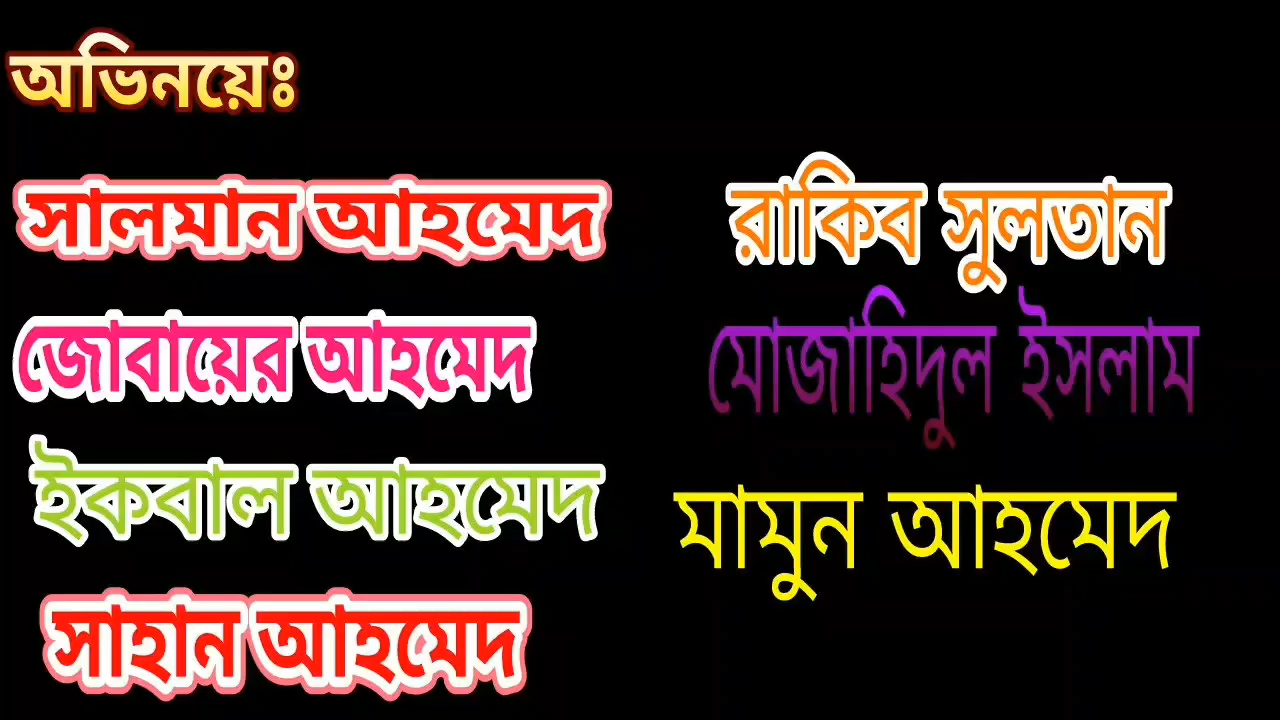 অভিনয়েঃ
সালমান আহমেদ
জোবায়ের আহমেদ
ইকবাল আহমেদ
সাহান আহমেদ
রাকিব সুলতান
মোজাহিদুল ইসলাম
মামুন আহমেদ